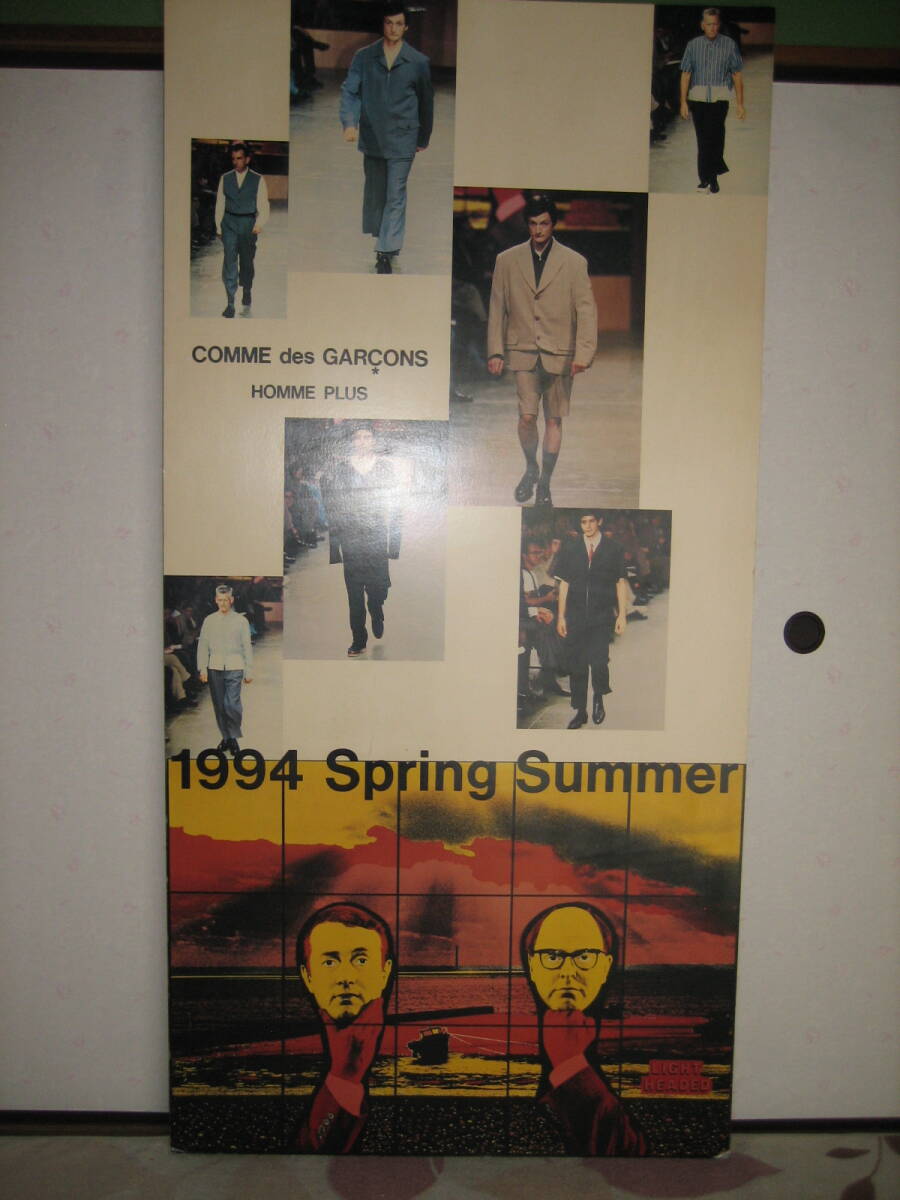 COMME des GARÇONS
*
HOMME PLUS
1994 Spring Summer
LIGHT
HEADED